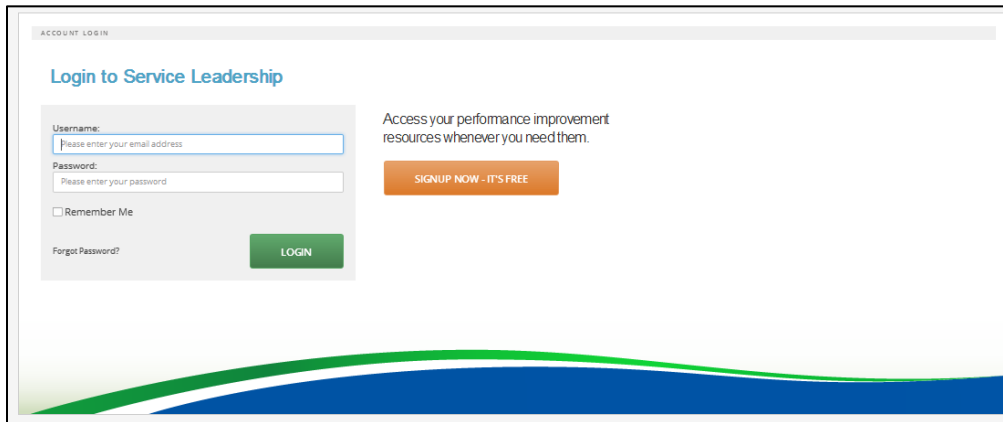 ACCOUNT LOGIN
Login to Service Leadership
Username:
Please enter your email address
Password:
Please enter your password
Remember Me
Forgot Password?
LOGIN
Access your performance improvement
resources whenever you need them.
SIGNUP NOW - IT'S FREE